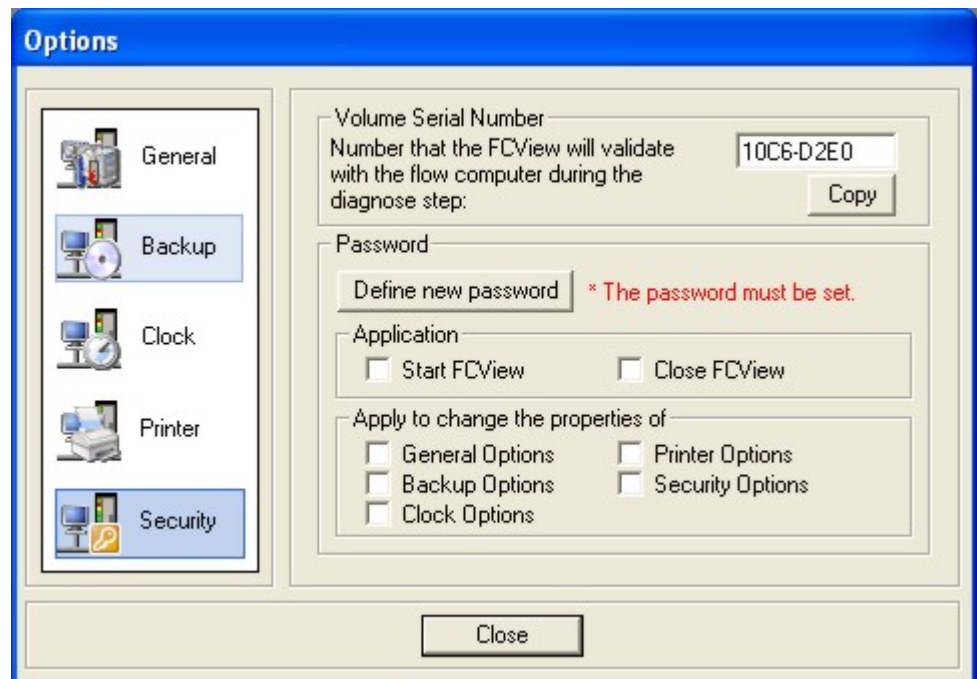 Options
General
Backup
Clock
Printer
Security
Volume Serial Number
Number that the FCView will validate
with the flow computer during the
diagnose step:
10C6-D2E0
Copy
Password
Define new password * The password must be set.
Application
Start FCView Close FCView
Apply to change the properties of
General Options Printer Options
Backup Options Security Options
Clock Options
Close